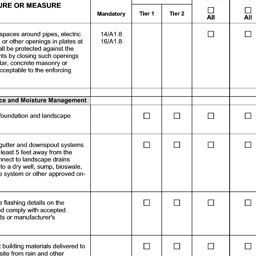 URE OR MEASURE
Mandatory
Tier 1
Tier 2
All
All
spaces around pipes, electric
or other openings in plates at
all be protected against the
nts by closing such openings
tar, concrete masonry or
cceptable to the enforcing
14/A1.8
16/A1.8
ce and Moisture Management
foundation and landscape
gutter and downspout systems
least 5 feet away from the
nnect to landscape drains
to a dry well, sump, bioswale,
e system or other approved on-
e flashing details on the
d comply with accepted
s or manufacturer's
t building materials delivered to
site from rain and other